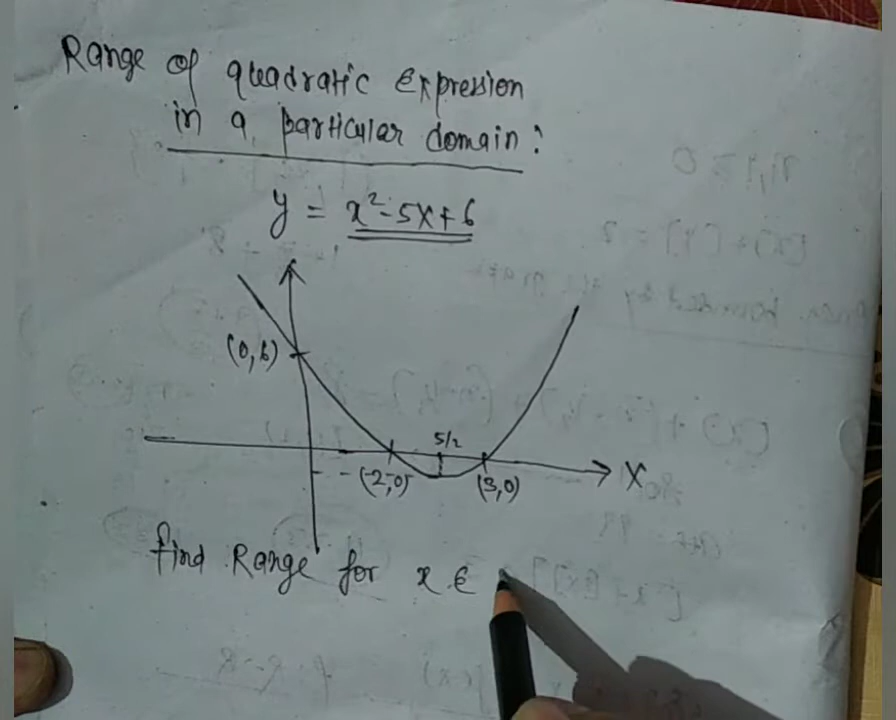 Range of quadratic expression
in a particular domain:
y = x²-5x+6
(0,6)
5/2
-(2,0)
(3,0)
X
find Range for x ∈